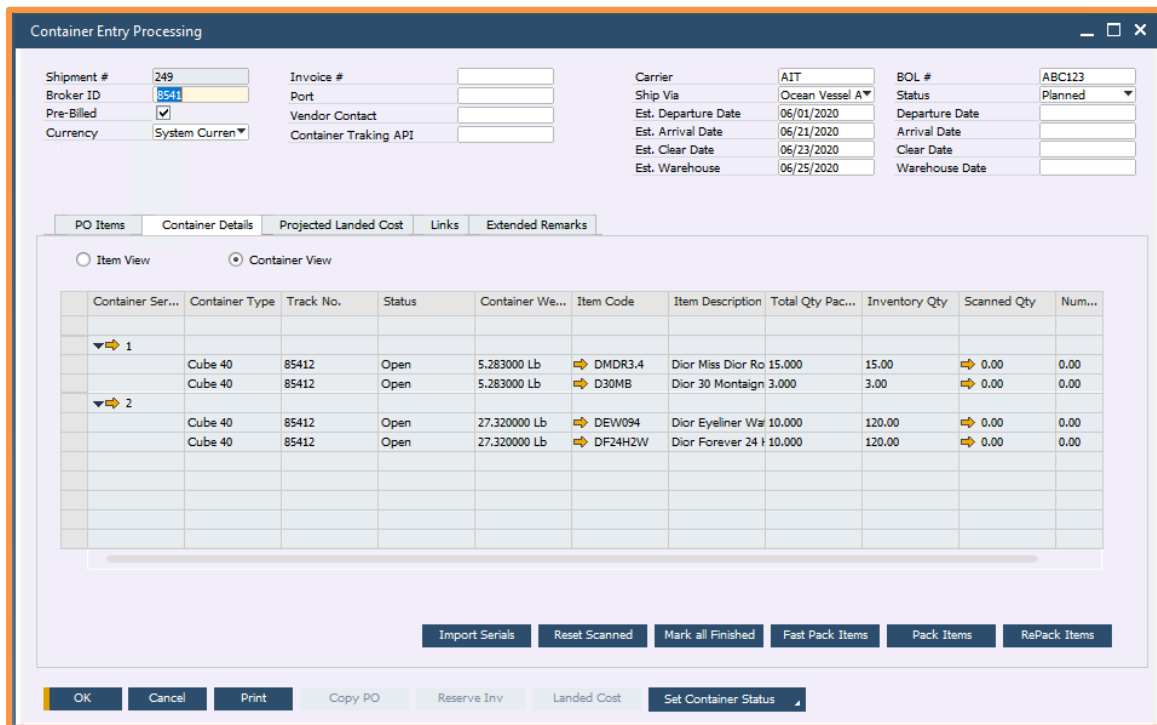 Container Entry Processing
Shipment # 249 Invoice # Carrier AIT BOL # ABC123
Broker ID 8541 Port Ship Via Ocean Vessel A Status Planned
Pre-Billed Vendor Contact Est. Departure Date 06/01/2020 Departure Date
Currency System Curren Container Traking API Est. Arrival Date 06/21/2020 Arrival Date
Est. Clear Date 06/23/2020 Clear Date
Est. Warehouse 06/25/2020 Warehouse Date
PO Items Container Details Projected Landed Cost Links Extended Remarks
Item View Container View
Container Ser... Container Type Track No. Status Container We... Item Code Item Description Total Qty Pac... Inventory Qty Scanned Qty Num...
1
Cube 40 85412 Open 5.283000 Lb DMDR3.4 Dior Miss Dior Ro 15.000 15.00 0.00 0.00
Cube 40 85412 Open 5.283000 Lb D30MB Dior 30 Montaign 3.000 3.00 0.00 0.00
2
Cube 40 85412 Open 27.320000 Lb DEW094 Dior Eyeliner Wat 10.000 120.00 0.00 0.00
Cube 40 85412 Open 27.320000 Lb DF24H2W Dior Forever 24 H 10.000 120.00 0.00 0.00
Import Serials Reset Scanned Mark all Finished Fast Pack Items Pack Items RePack Items
OK Cancel Print Copy PO Reserve Inv Landed Cost Set Container Status